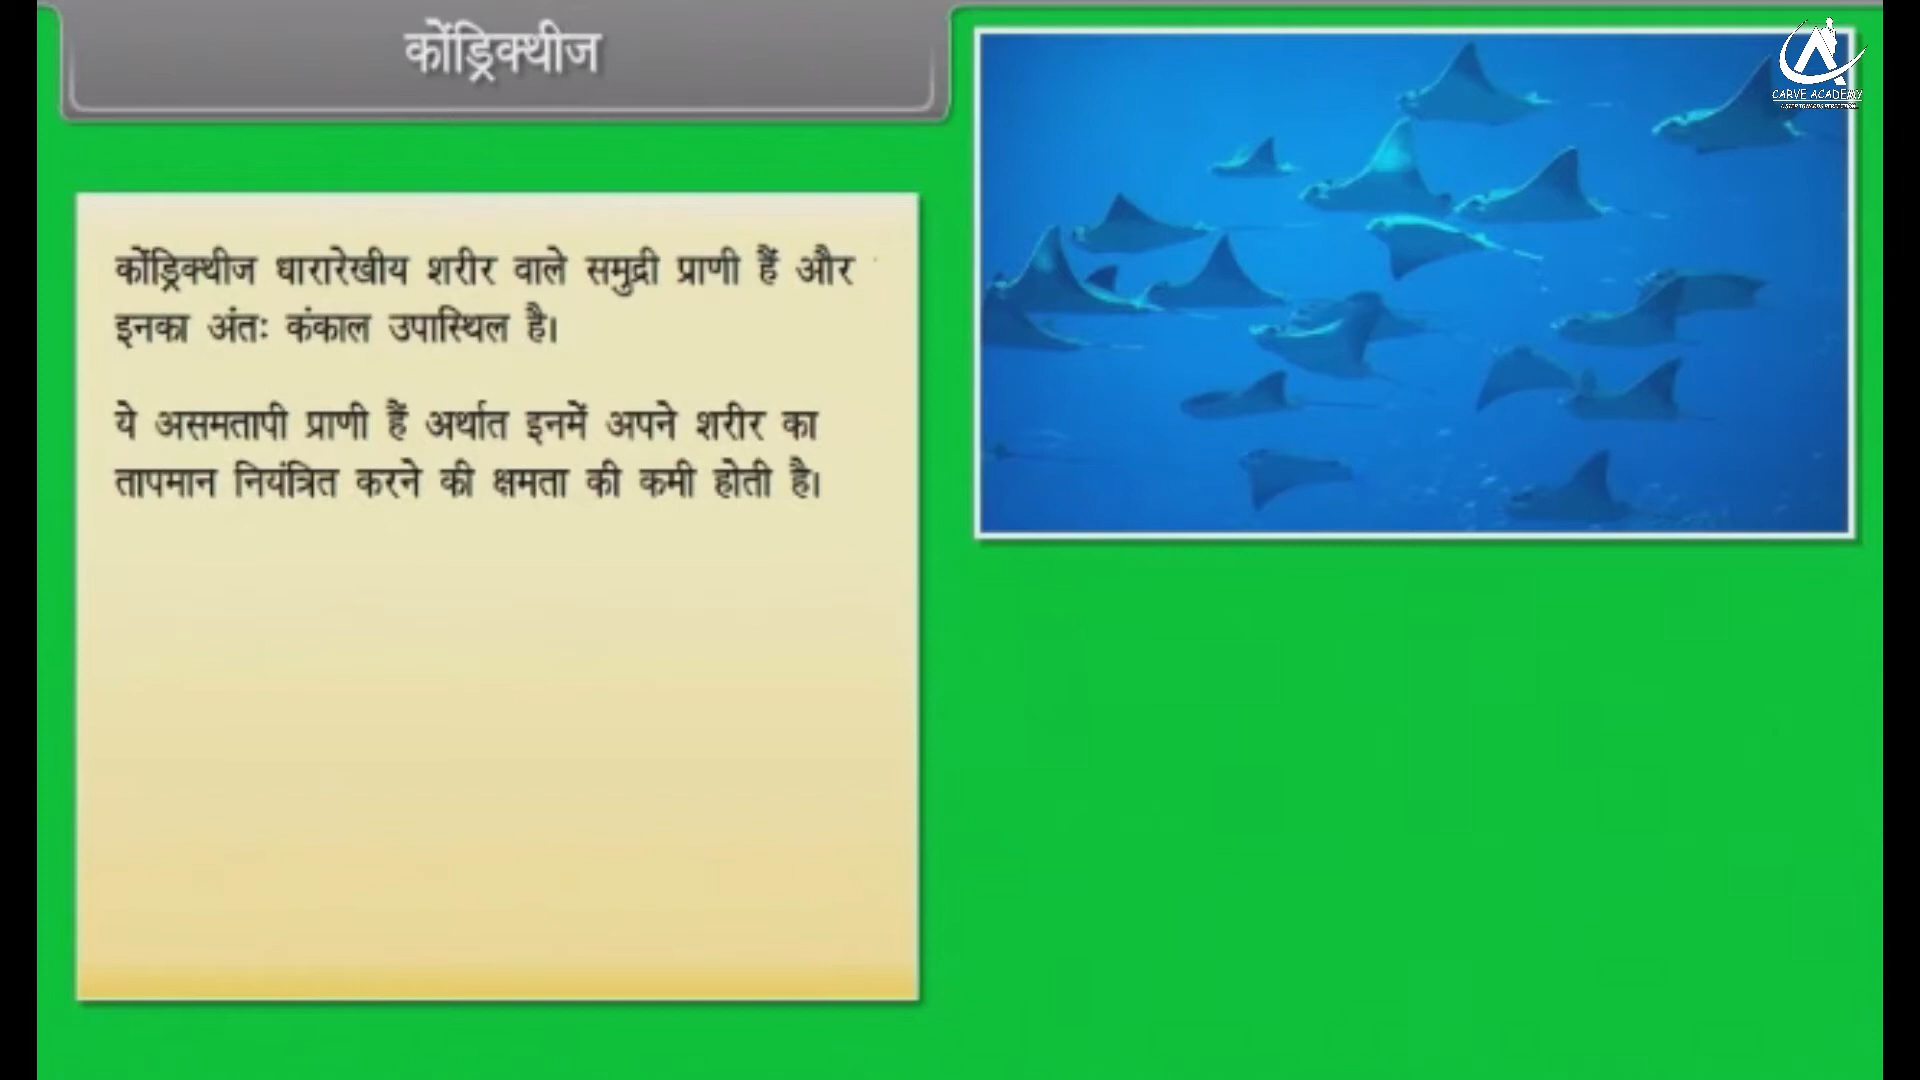 कोंड्रिक्थीज
CARVE ACADEMY
कोंड्रिक्थीज धारारेखीय शरीर वाले समुद्री प्राणी हैं और
इनका अंतः कंकाल उपास्थिल है।
ये असमतापी प्राणी हैं अर्थात इनमें अपने शरीर का
तापमान नियंत्रित करने की क्षमता की कमी होती है।